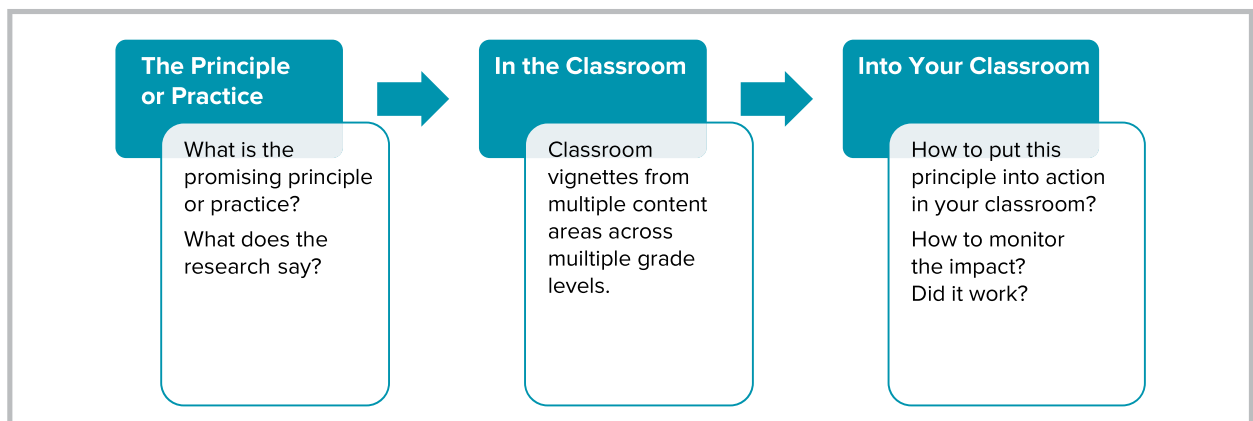 The Principle
or Practice
What is the
promising principle
or practice?
What does the
research say?
In the Classroom
Classroom
vignettes from
multiple content
areas across
muiltiple grade
levels.
Into Your Classroom
How to put this
principle into action
in your classroom?
How to monitor
the impact?
Did it work?